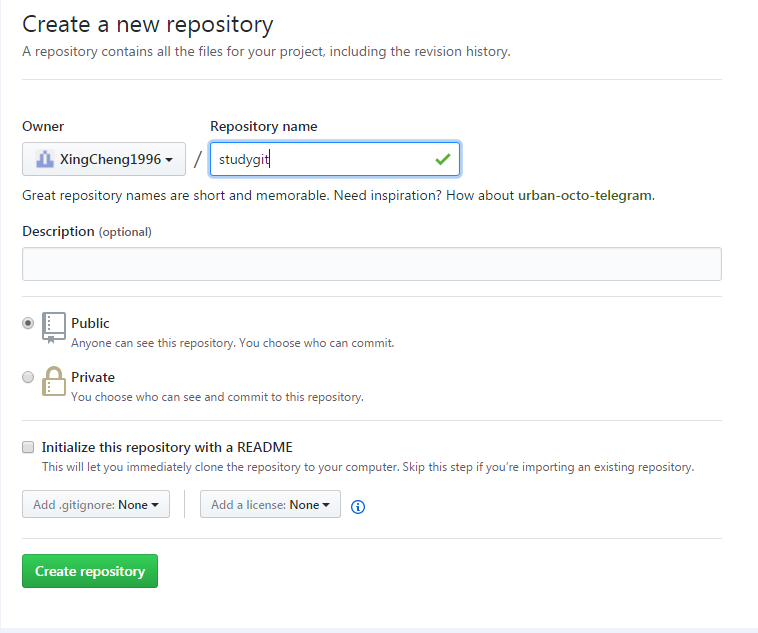 Create a new repository
A repository contains all the files for your project, including the revision history.
Owner
Repository name
XingCheng1996 / studygit
Great repository names are short and memorable. Need inspiration? How about urban-octo-telegram.
Description (optional)
Public
Anyone can see this repository. You choose who can commit.
Private
You choose who can see and commit to this repository.
Initialize this repository with a README
This will let you immediately clone the repository to your computer. Skip this step if you’re importing an existing repository.
Add .gitignore: None
Add a license: None
Create repository